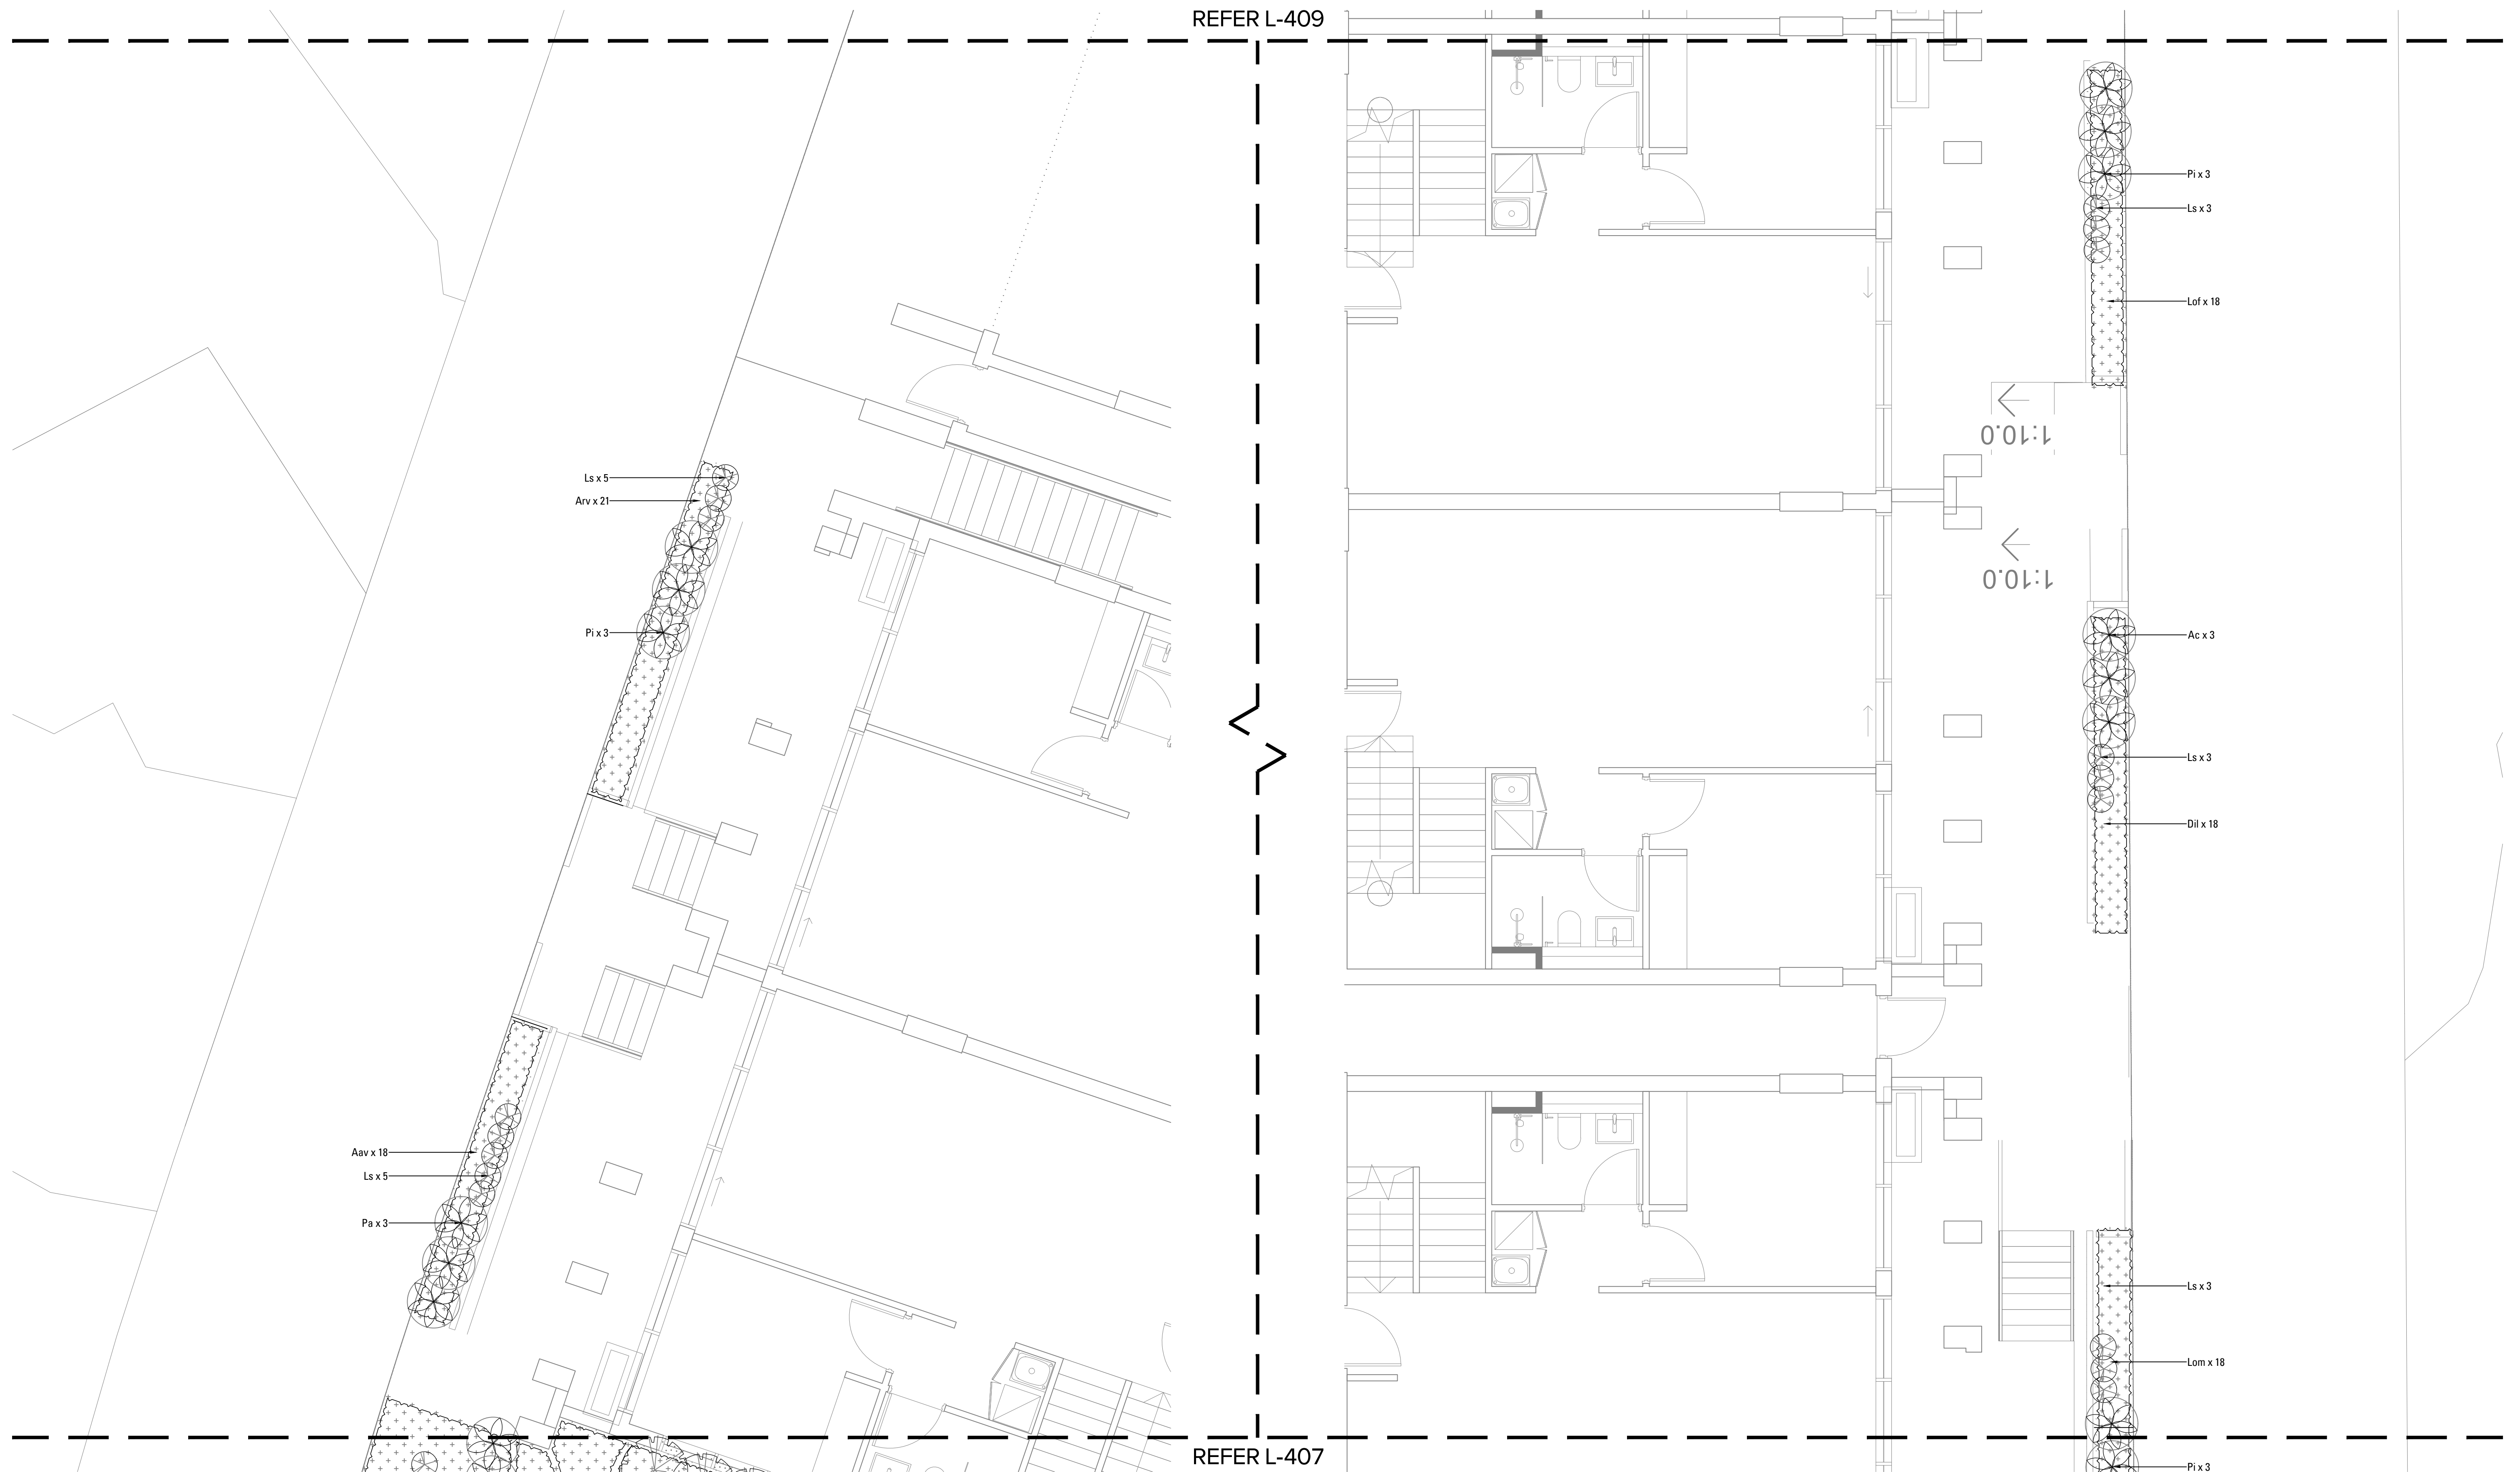 REFER L-409
Pi x 3
Ls x 3
Lof x 18
1:10.0
Ls x 5
Arv x 21
1:10.0
Pi x 3
Ac x 3
Ls x 3
Dil x 18
Aav x 18
Ls x 5
Pa x 3
Ls x 3
Lom x 18
REFER L-407
Pi x 3